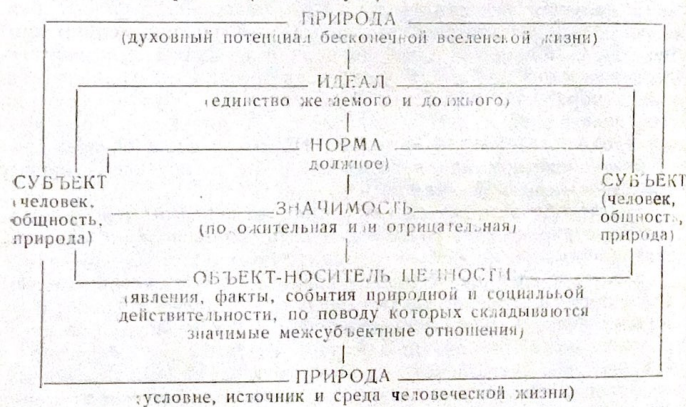 ПРИРОДА
(духовный потенциал бесконечной вселенской жизни)
ИДЕАЛ
(единство желаемого и должного)
НОРМА
должное)
СУБЪЕКТ
(человек,
общность,
природа)
ЗНАЧИМОСТЬ
(положительная или отрицательная)
СУБЪЕКТ
(человек,
общность,
природа)
ОБЪЕКТ-НОСИТЕЛЬ ЦЕННОСТИ
(явления, факты, события природной и социальной
действительности, по поводу которых складываются
значимые межсубъектные отношения)
ПРИРОДА
(условие, источник и среда человеческой жизни)